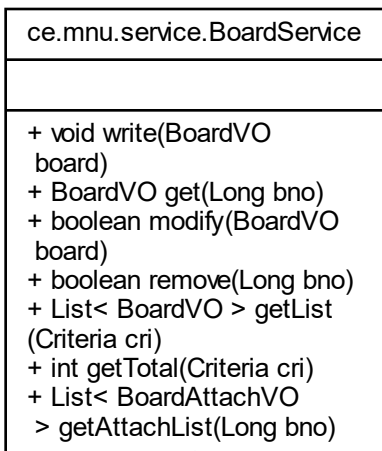 ce.mnu.service.BoardService
+ void write(BoardVO
board)
+ BoardVO get(Long bno)
+ boolean modify(BoardVO
board)
+ boolean remove(Long bno)
+ List< BoardVO > getList
(Criteria cri)
+ int getTotal(Criteria cri)
+ List< BoardAttachVO
> getAttachList(Long bno)